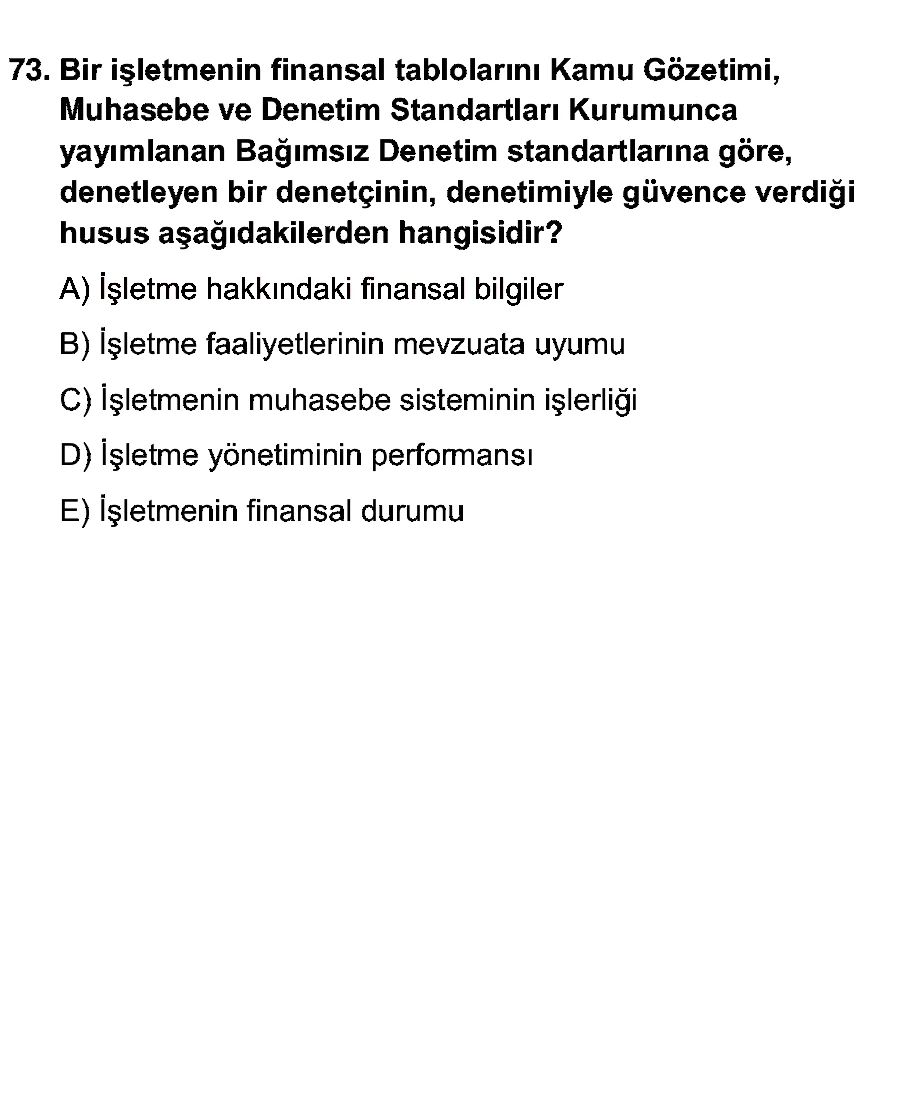 73. Bir işletmenin finansal tablolarını Kamu Gözetimi,
Muhasebe ve Denetim Standartları Kurumunca
yayımlanan Bağımsız Denetim standartlarına göre,
denetleyen bir denetçinin, denetimiyle güvence verdiği
husus aşağıdakilerden hangisidir?
A) İşletme hakkındaki finansal bilgiler
B) İşletme faaliyetlerinin mevzuata uyumu
C) İşletmenin muhasebe sisteminin işlerliği
D) İşletme yönetiminin performansı
E) İşletmenin finansal durumu